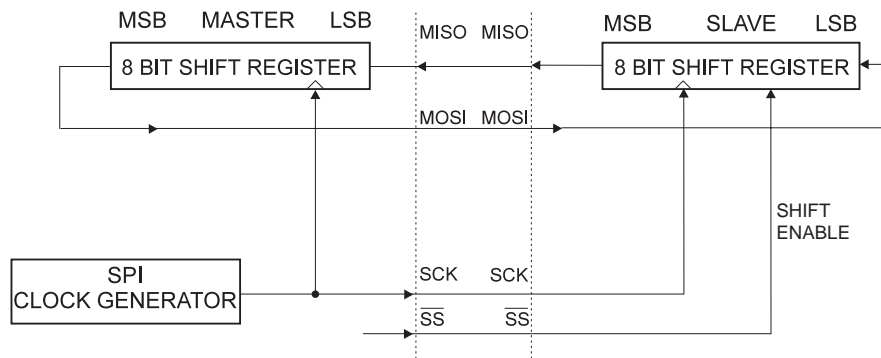 MSB MASTER LSB
MISO MISO
MSB SLAVE LSB
8 BIT SHIFT REGISTER
8 BIT SHIFT REGISTER
MOSI MOSI
SHIFT
ENABLE
SPI
CLOCK GENERATOR
SCK SCK
SS SS